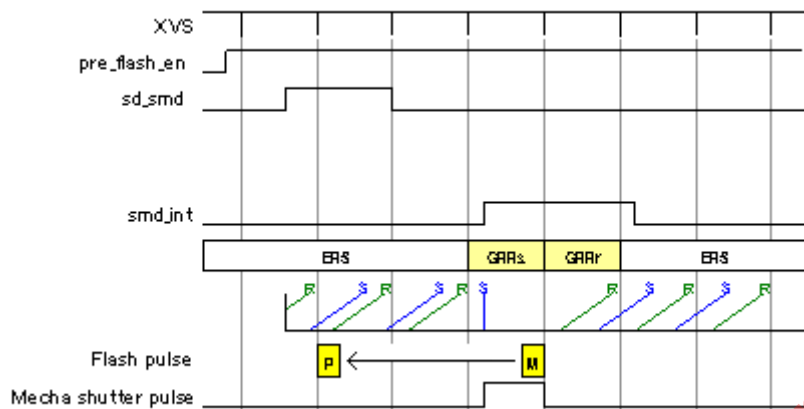 XVS
pre_flash_en
sd_smd
smd_int
ERS GRRs GRRr ERS
R S R S R S R S R S R
Flash pulse P M
Mecha shutter pulse